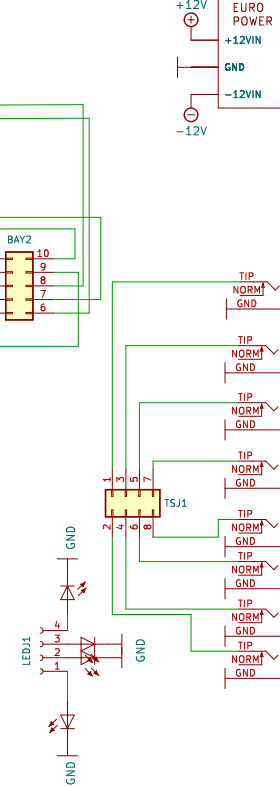 +12V
EURO
POWER
+12VIN
GND
-12VIN
-12V
BAY2
10
9
8
7
6
TIP
NORM
GND
TIP
NORM
GND
TIP
NORM
GND
TIP
NORM
GND
1 3 5 7
TSJ1
2 4 6 8
TIP
NORM
GND
TIP
NORM
GND
TIP
NORM
GND
TIP
NORM
GND
GND
LEDJ1
4
3
2
1
GND
GND